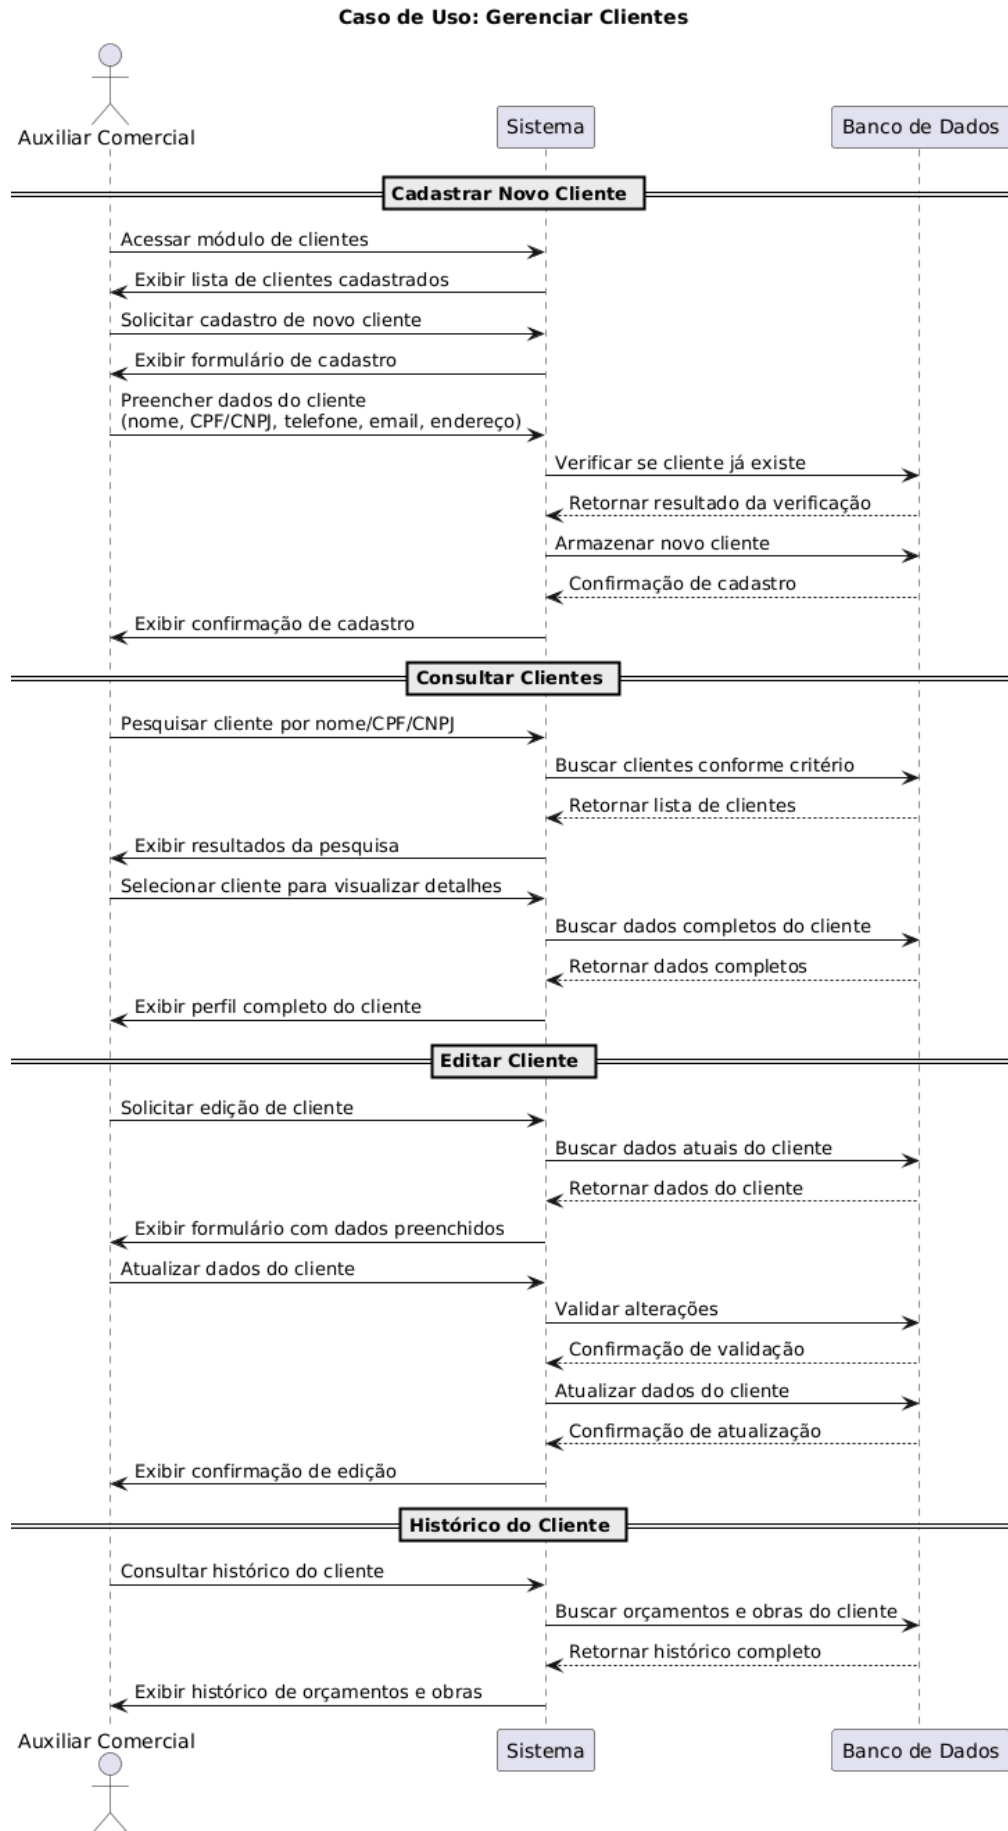 Caso de Uso: Gerenciar Clientes
Auxiliar Comercial
Sistema
Banco de Dados
Cadastrar Novo Cliente
Acessar módulo de clientes
Exibir lista de clientes cadastrados
Solicitar cadastro de novo cliente
Exibir formulário de cadastro
Preencher dados do cliente
(nome, CPF/CNPJ, telefone, email, endereço)
Verificar se cliente já existe
Retornar resultado da verificação
Armazenar novo cliente
Confirmação de cadastro
Exibir confirmação de cadastro
Consultar Clientes
Pesquisar cliente por nome/CPF/CNPJ
Buscar clientes conforme critério
Retornar lista de clientes
Exibir resultados da pesquisa
Selecionar cliente para visualizar detalhes
Buscar dados completos do cliente
Retornar dados completos
Exibir perfil completo do cliente
Editar Cliente
Solicitar edição de cliente
Buscar dados atuais do cliente
Retornar dados do cliente
Exibir formulário com dados preenchidos
Atualizar dados do cliente
Validar alterações
Confirmação de validação
Atualizar dados do cliente
Confirmação de atualização
Exibir confirmação de edição
Histórico do Cliente
Consultar histórico do cliente
Buscar orçamentos e obras do cliente
Retornar histórico completo
Exibir histórico de orçamentos e obras
Auxiliar Comercial
Sistema
Banco de Dados